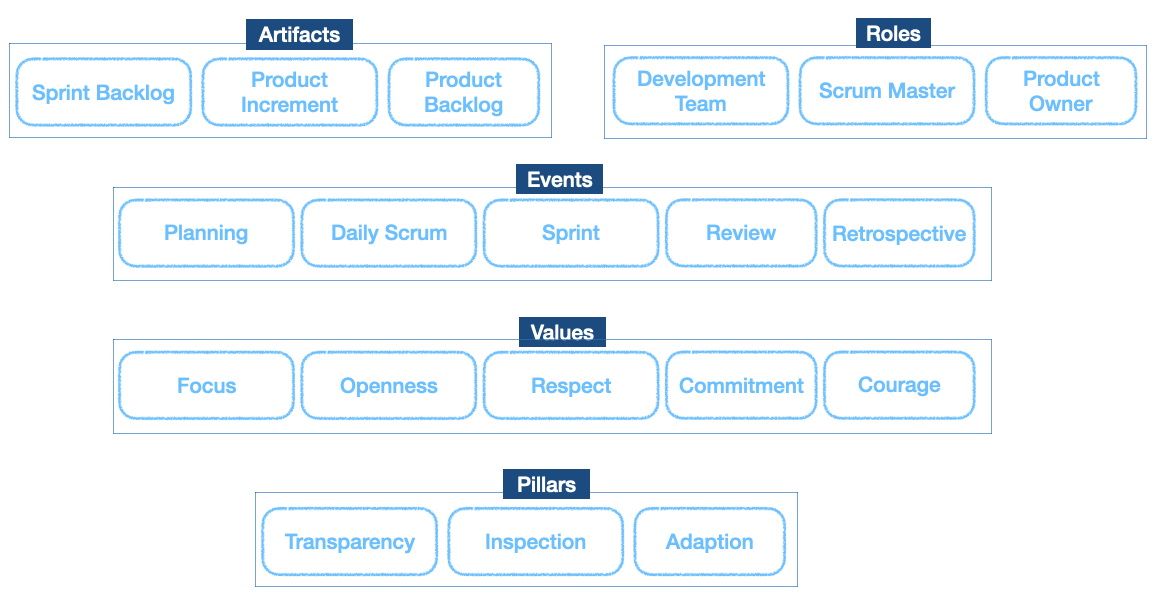 Artifacts
Sprint Backlog
Product
Increment
Product
Backlog
Roles
Development
Team
Scrum Master
Product
Owner
Events
Planning
Daily Scrum
Sprint
Review
Retrospective
Values
Focus
Openness
Respect
Commitment
Courage
Pillars
Transparency
Inspection
Adaption